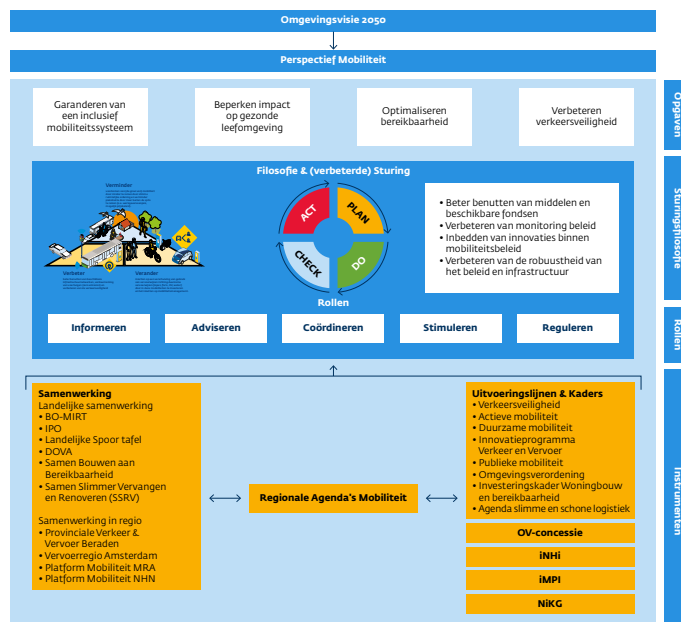 Omgevingsvisie 2050
Perspectief Mobiliteit
Garanderen van
een inclusief
mobiliteitssysteem
Beperken impact
op gezonde
leefomgeving
Optimaliseren
bereikbaarheid
Verbeteren
verkeersveiligheid
Opgaven
Filosofie & (verbeterde) Sturing
Verminder
Verbeter
Verander
ACT
PLAN
CHECK
DO
• Beter benutten van middelen en
beschikbare fondsen
• Verbeteren van monitoring beleid
• Inbedden van innovaties binnen
mobiliteitsbeleid
• Verbeteren van de robuustheid van
het beleid en infrastructuur
Sturingsfilosofie
Rollen
Informeren
Adviseren
Coördineren
Stimuleren
Reguleren
Rollen
Samenwerking
Landelijke samenwerking
• BO-MIRT
• IPO
• Landelijke Spoor tafel
• DOVA
• Samen Bouwen aan
Bereikbaarheid
• Samen Slimmer Vervangen
en Renoveren (SSRV)
Samenwerking in regio
• Provinciale Verkeer &
Vervoer Beraden
• Vervoerregio Amsterdam
• Platform Mobiliteit MRA
• Platform Mobiliteit NHN
Regionale Agenda's Mobiliteit
Uitvoeringslijnen & Kaders
• Verkeersveiligheid
• Actieve mobiliteit
• Duurzame mobiliteit
• Innovatieprogramma
Verkeer en Vervoer
• Publieke mobiliteit
• Omgevingsverordening
• Investeringskader Woningbouw
en bereikbaarheid
• Agenda slimme en schone logistiek
OV-concessie
iNHi
iMPI
NiKG
Instrumenten